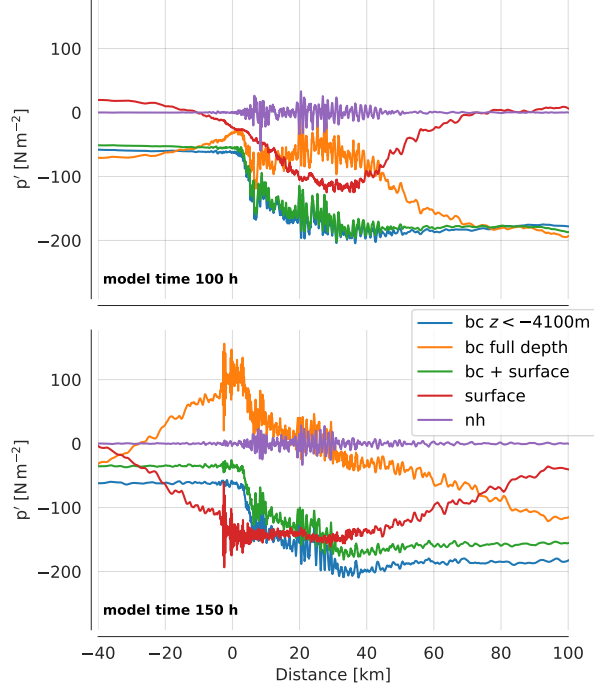 100
0
−100
−200
p′ [N m⁻²]
model time 100 h
bc z < −4100m
bc full depth
bc + surface
surface
nh
100
0
−100
−200
p′ [N m⁻²]
model time 150 h
−40 −20 0 20 40 60 80 100
Distance [km]